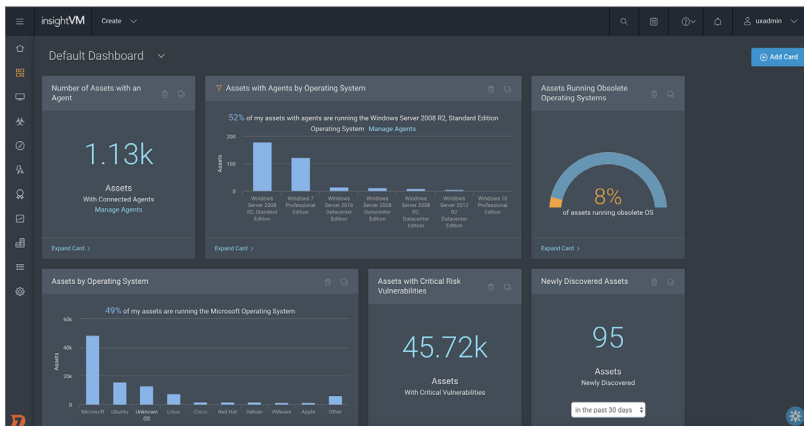 insightVM
Create
uxadmin
Default Dashboard
Add Card
Number of Assets with an
Agent
1.13k
Assets
With Connected Agents
Manage Agents
Expand Card >
Assets with Agents by Operating System
52% of my assets with agents are running the Windows Server 2008 R2, Standard Edition
Operating System Manage Agents
200
100
0
Assets
Windows
Server 2008
R2, Standard
Edition
Windows 7
Professional
Edition
Windows
Server 2016
Datacenter
Edition
Windows
Server 2008
Datacenter
Edition
Windows
Server 2008
R2,
Datacenter
Edition
Windows
Server 2012
R2
Datacenter
Edition
Windows 10
Professional
Edition
Expand Card >
Assets Running Obsolete
Operating Systems
8%
of assets running obsolete OS
Expand Card >
Assets by Operating System
49% of my assets are running the Microsoft Operating System
60k
40k
20k
0
Assets
Microsoft
Ubuntu
Unknown
OS
Linux
Cisco
Red Hat
Debian
VMware
Apple
Other
Assets with Critical Risk
Vulnerabilities
45.72k
Assets
With Critical Vulnerabilities
Newly Discovered Assets
95
Assets
Newly Discovered
in the past 30 days